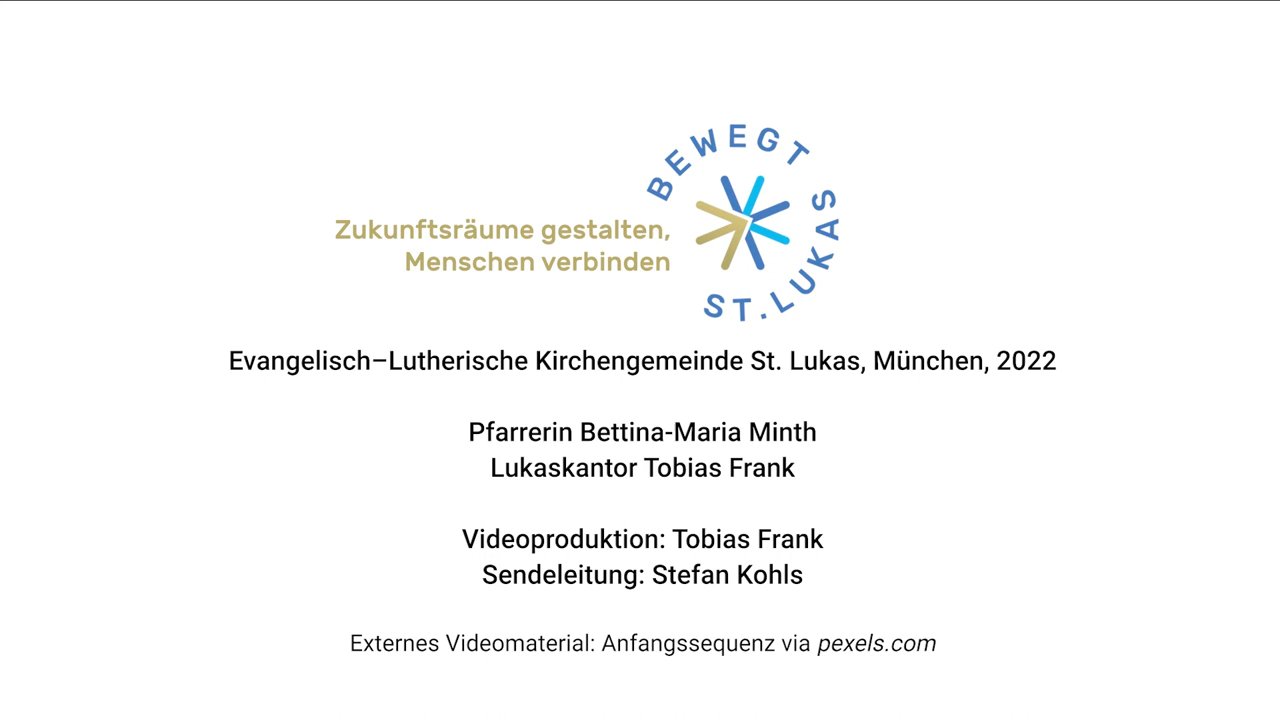 BEWEGT
ST. LUKAS
Zukunftsräume gestalten,
Menschen verbinden
Evangelisch–Lutherische Kirchengemeinde St. Lukas, München, 2022
Pfarrerin Bettina-Maria Minth
Lukaskantor Tobias Frank
Videoproduktion: Tobias Frank
Sendeleitung: Stefan Kohls
Externes Videomaterial: Anfangssequenz via pexels.com